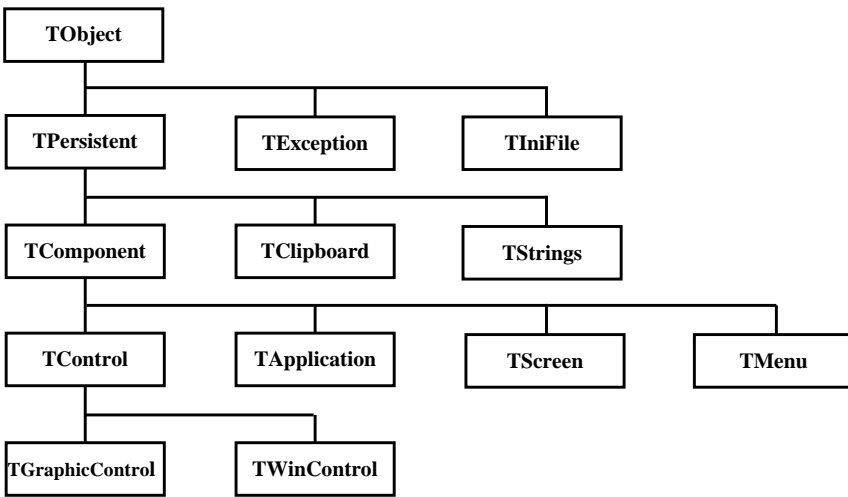 TObject
TPersistent
TException
TIniFile
TComponent
TClipboard
TStrings
TControl
TApplication
TScreen
TMenu
TGraphicControl
TWinControl